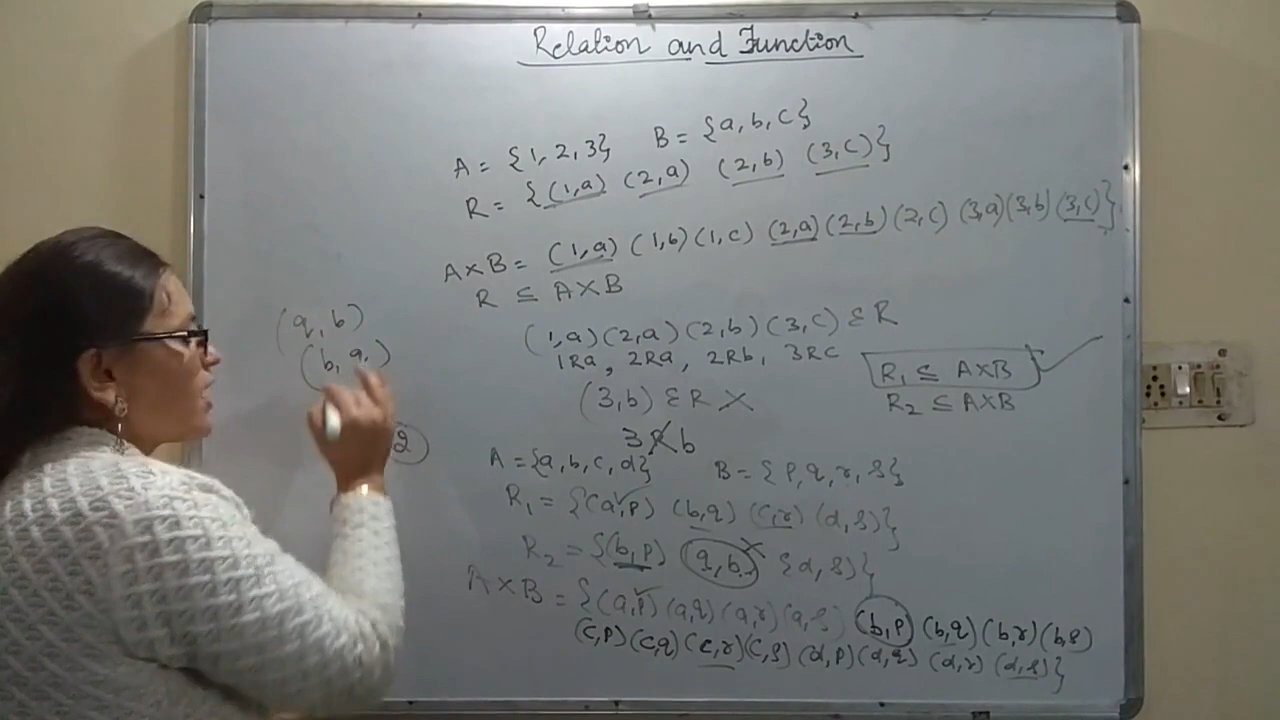 Relation and Function
A = {1, 2, 3} B = {a, b, c}
R = {(1,a) (2,a) (2,b) (3,c)}
A×B = (1,a) (1,b) (1,c) (2,a) (2,b) (2,c) (3,a) (3,b) (3,c)}
R ⊆ A×B
(1,a) (2,a) (2,b) (3,c) ε R
1Ra, 2Ra, 2Rb, 3Rc
(3,b) ε R ×
3 R̸ b
R₁ ⊆ A×B ✓
R₂ ⊆ A×B
(q,b)
(b,q)
2
A = {a, b, c, d} B = {p, q, r, s}
R₁ = {(a,p) (b,q) (c,r) (d,s)}
R₂ = {(b,p) (q,b) × {d,s)}
A×B = {(a,p) (a,q) (a,r) (a,s) (b,p) (b,q) (b,r) (b,s)
(c,p) (c,q) (c,r) (c,s) (d,p) (d,q) (d,r) (d,s)}